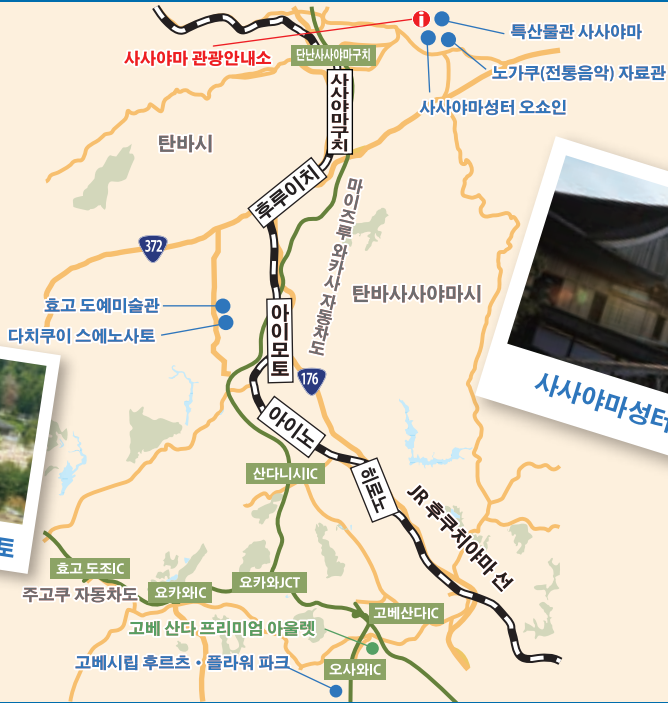 특산물관 사사야마
사사야마 관광안내소
단난사사야마구치
노가쿠(전통음악) 자료관
사사야마성터 오쇼인
사사야마구치
탄바시
후루이치
마이즈루 와카사 자동차도
372
탄바사사야마시
효고 도예미술관
아이모토
다치쿠이 스에노사토
176
사사야마성터
아이노
산다니시IC
히로노
JR 후쿠치야마 선
토
효고 도조IC
요카와JCT
주고쿠 자동차도
요카와IC
고베산다IC
고베 산다 프리미엄 아울렛
고베시립 후르츠・플라워 파크
오사와IC